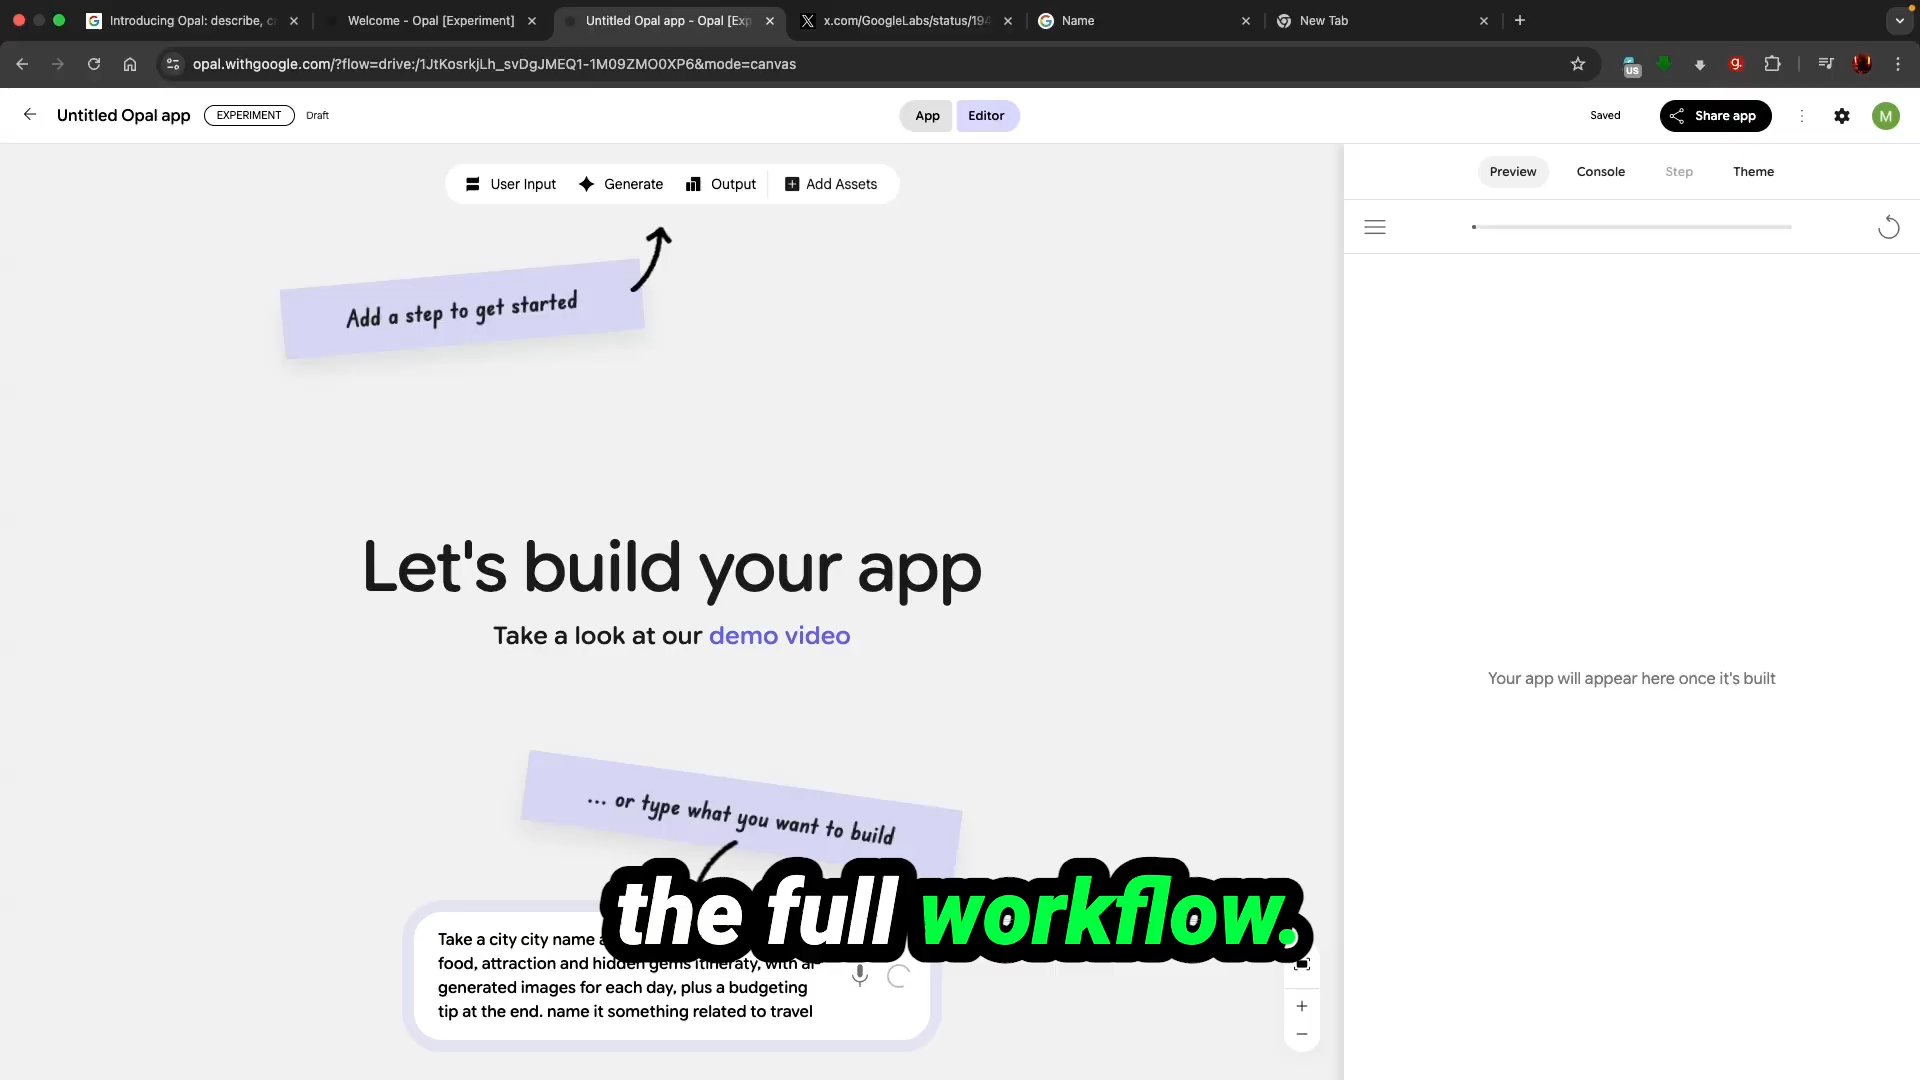 Introducing Opal: describe, cr
Welcome - Opal [Experiment]
Untitled Opal app - Opal [Exp
x.com/GoogleLabs/status/194
Name
New Tab
opal.withgoogle.com/?flow=drive:/1JtKosrkjLh_svDgJMEQ1-1M09ZMO0XP6&mode=canvas
US
g.
Untitled Opal app
EXPERIMENT
Draft
App
Editor
Saved
Share app
M
User Input
Generate
Output
Add Assets
Preview
Console
Step
Theme
Add a step to get started
Let's build your app
Take a look at our demo video
Your app will appear here once it's built
... or type what you want to build
the full workflow.
Take a city city name
food, attraction and hidden gems itineraty, with ai
generated images for each day, plus a budgeting
tip at the end. name it something related to travel